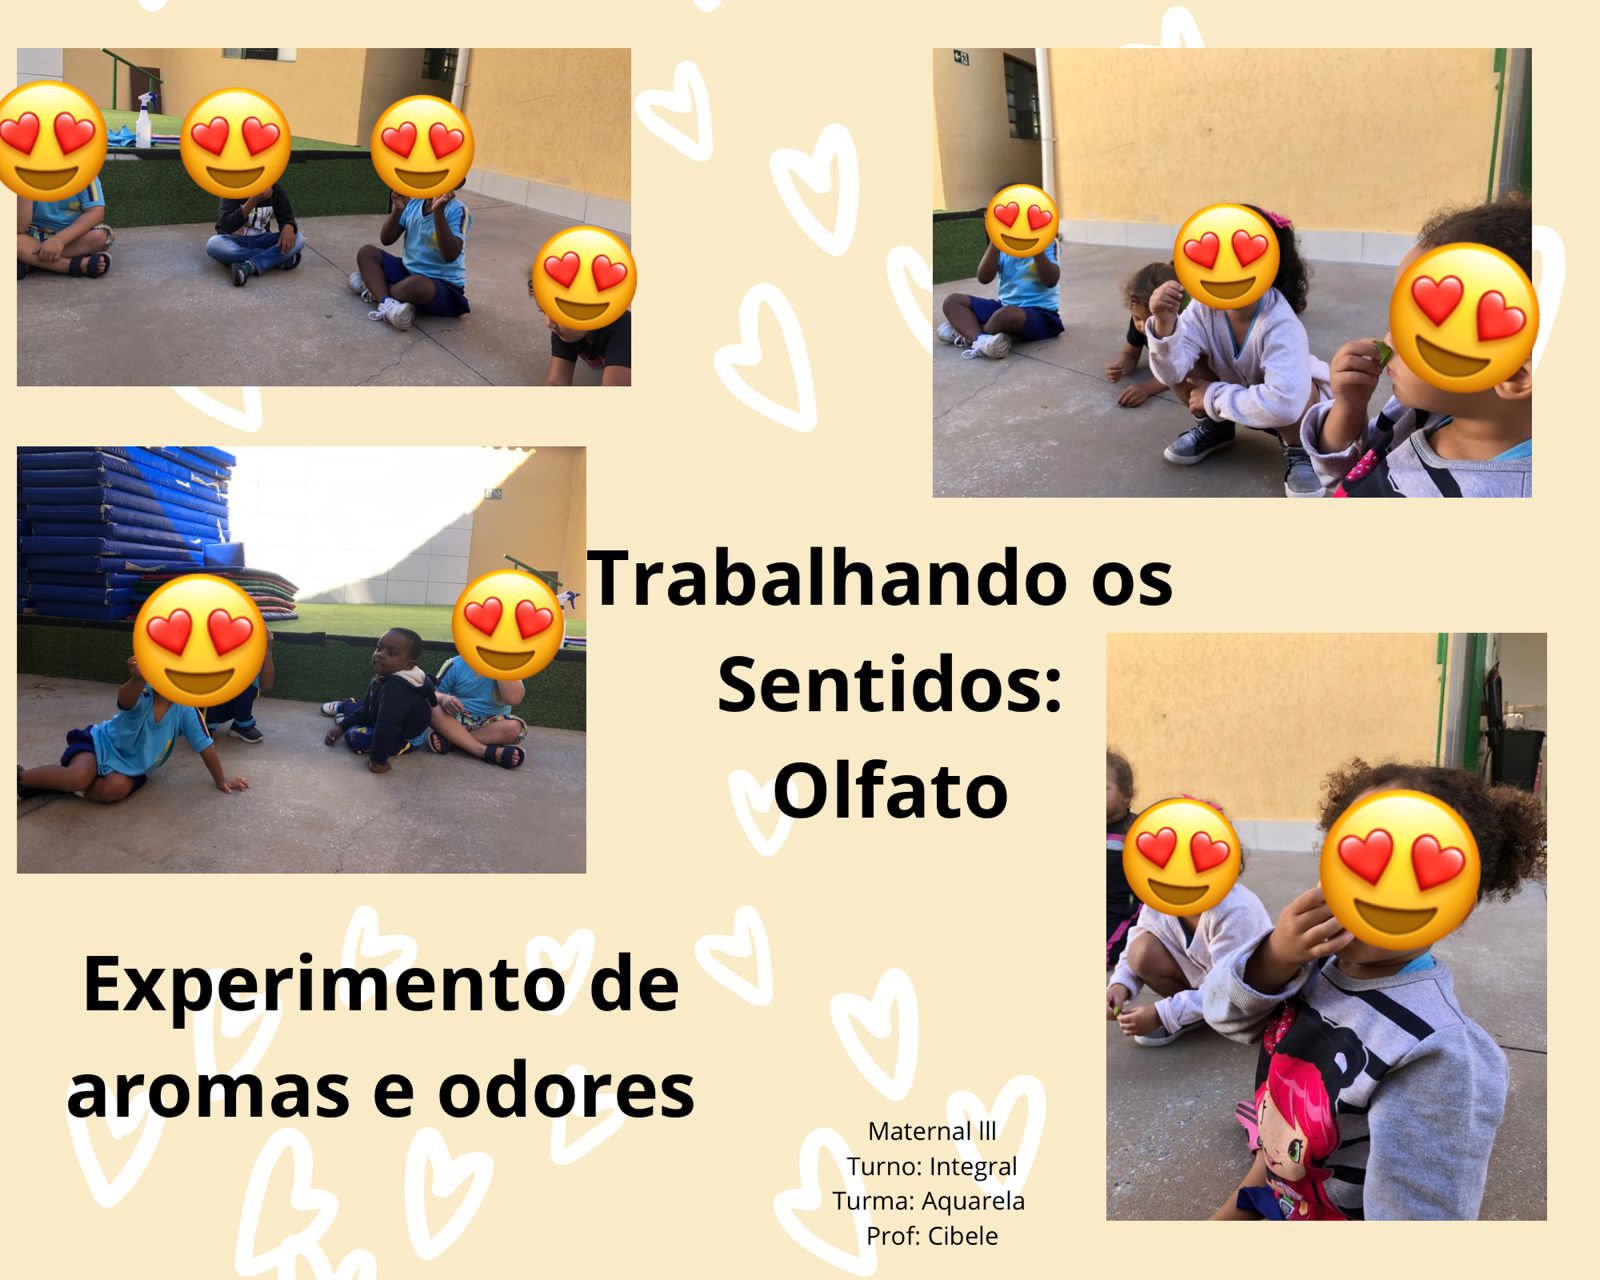 Trabalhando os
Sentidos:
Olfato
Experimento de
aromas e odores
Maternal lll
Turno: Integral
Turma: Aquarela
Prof: Cibele